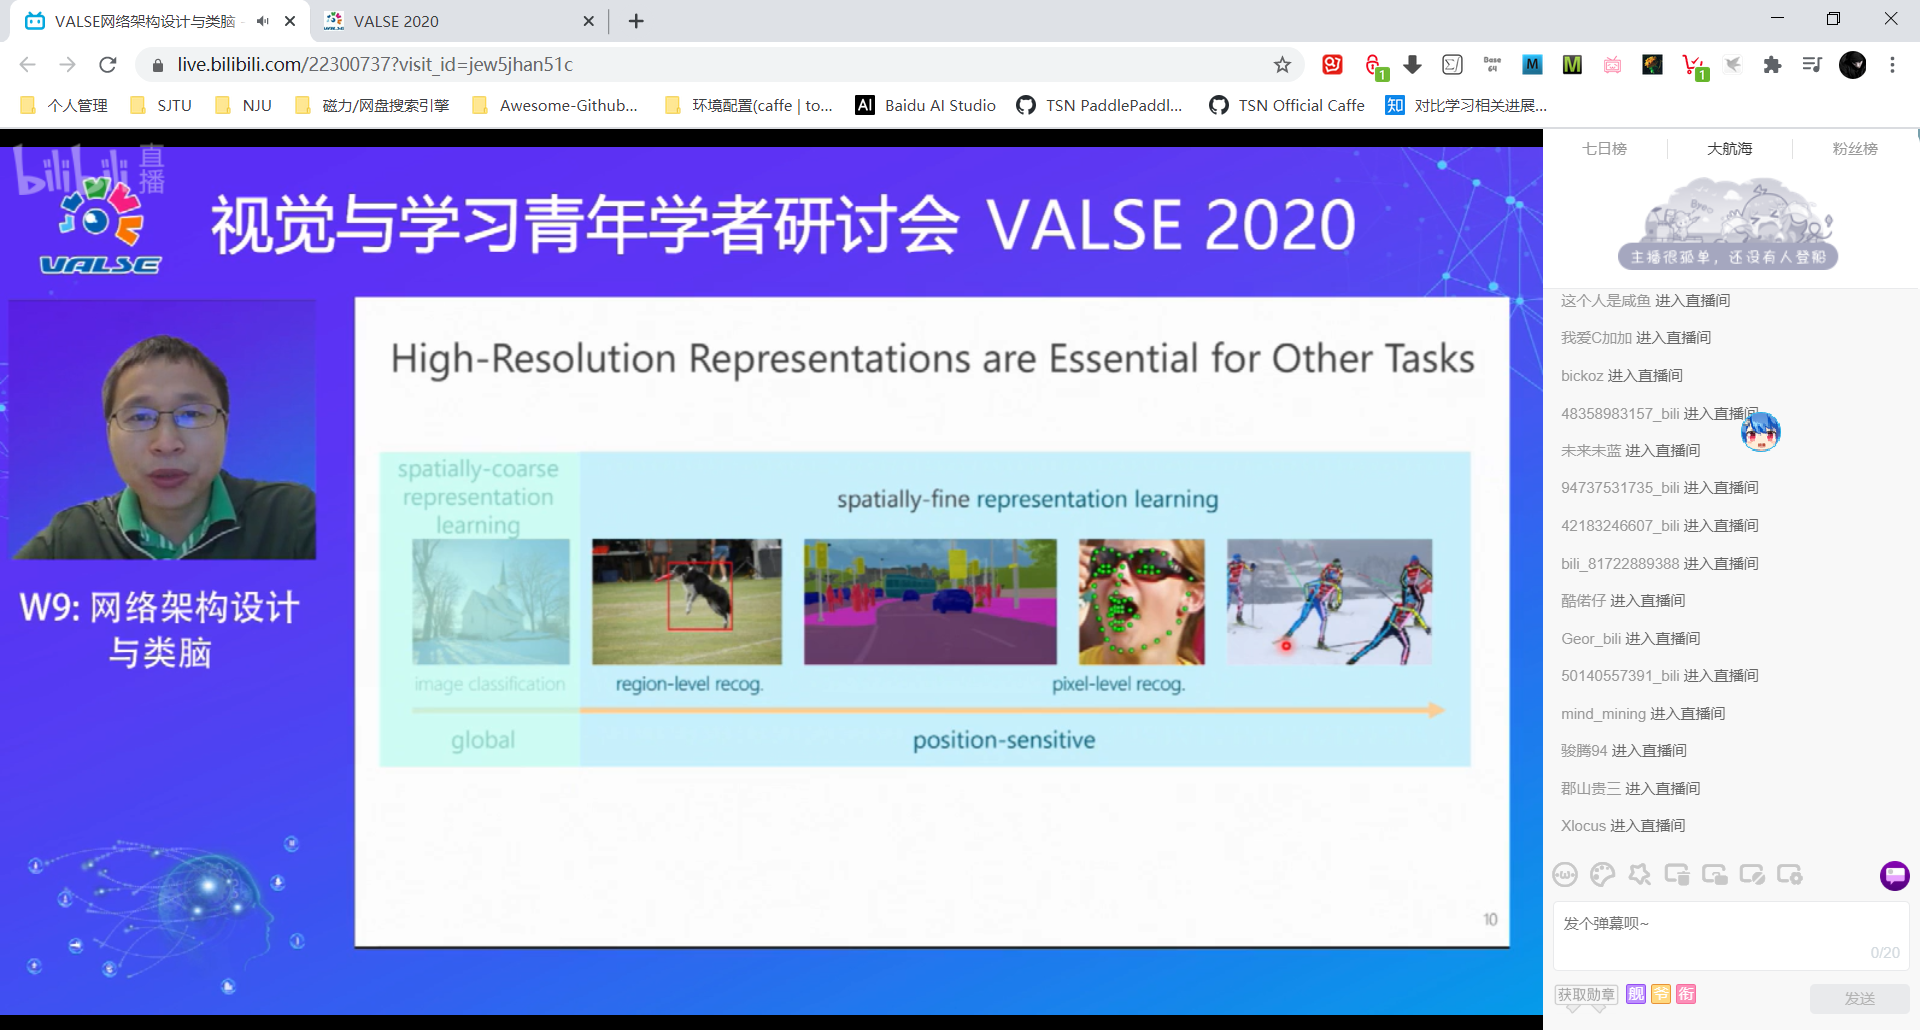 VALSE网络架构设计与类脑 -
VALSE 2020
live.bilibili.com/22300737?visit_id=jew5jhan51c
个人管理
SJTU
NJU
磁力/网盘搜索引擎
Awesome-Github...
环境配置(caffe | to...
AI
Baidu AI Studio
TSN PaddlePaddl...
TSN Official Caffe
知
对比学习相关进展...
bilibili 直播
VALSE
视觉与学习青年学者研讨会 VALSE 2020
W9: 网络架构设计
与类脑
High-Resolution Representations are Essential for Other Tasks
spatially-coarse
representation
learning
spatially-fine representation learning
image classification
region-level recog.
pixel-level recog.
global
position-sensitive
10
七日榜
大航海
粉丝榜
主播很孤单，还没有人登船
这个人是咸鱼 进入直播间
我爱C加加 进入直播间
bickoz 进入直播间
48358983157_bili 进入直播间
未来未蓝 进入直播间
94737531735_bili 进入直播间
42183246607_bili 进入直播间
bili_81722889388 进入直播间
酷偌仔 进入直播间
Geor_bili 进入直播间
50140557391_bili 进入直播间
mind_mining 进入直播间
骏腾94 进入直播间
郡山贵三 进入直播间
Xlocus 进入直播间
发个弹幕呗~
0/20
获取勋章
舰
爷
衔
发送